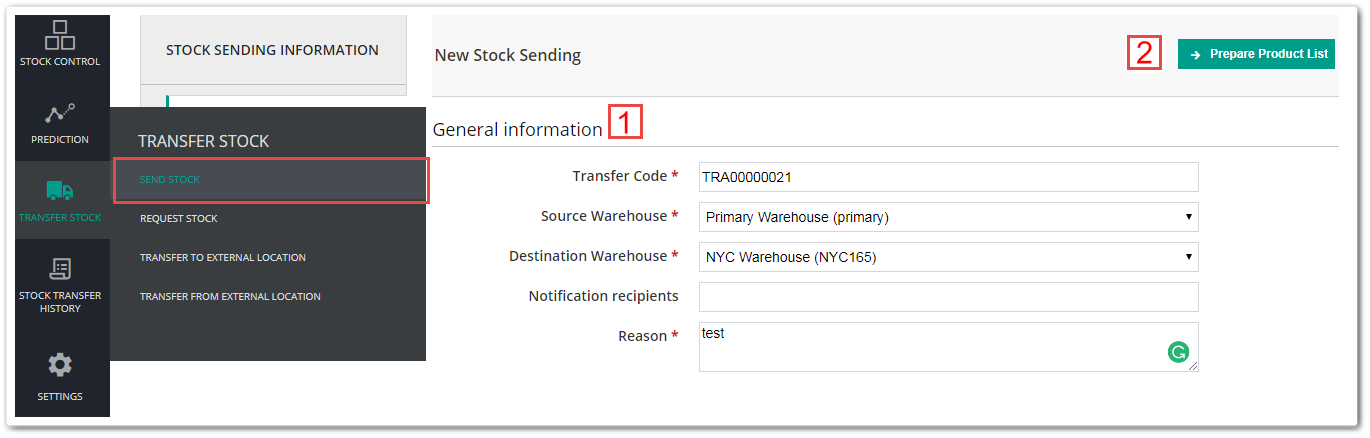 STOCK CONTROL
PREDICTION
TRANSFER STOCK
STOCK TRANSFER
HISTORY
SETTINGS
STOCK SENDING INFORMATION
TRANSFER STOCK
SEND STOCK
REQUEST STOCK
TRANSFER TO EXTERNAL LOCATION
TRANSFER FROM EXTERNAL LOCATION
New Stock Sending
2
Prepare Product List
General information 1
Transfer Code * TRA00000021
Source Warehouse * Primary Warehouse (primary)
Destination Warehouse * NYC Warehouse (NYC165)
Notification recipients
Reason * test